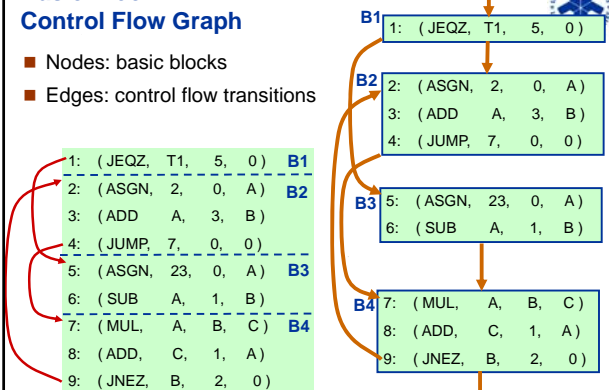 Control Flow Graph
Nodes: basic blocks
Edges: control flow transitions
1: ( JEQZ, T1, 5, 0 ) B1
2: ( ASGN, 2, 0, A ) B2
3: ( ADD A, 3, B )
4: ( JUMP, 7, 0, 0 )
5: ( ASGN, 23, 0, A ) B3
6: ( SUB A, 1, B )
7: ( MUL, A, B, C ) B4
8: ( ADD, C, 1, A )
9: ( JNEZ, B, 2, 0 )
B1
1: ( JEQZ, T1, 5, 0 )
B2
2: ( ASGN, 2, 0, A )
3: ( ADD A, 3, B )
4: ( JUMP, 7, 0, 0 )
B3
5: ( ASGN, 23, 0, A )
6: ( SUB A, 1, B )
B4
7: ( MUL, A, B, C )
8: ( ADD, C, 1, A )
9: ( JNEZ, B, 2, 0 )